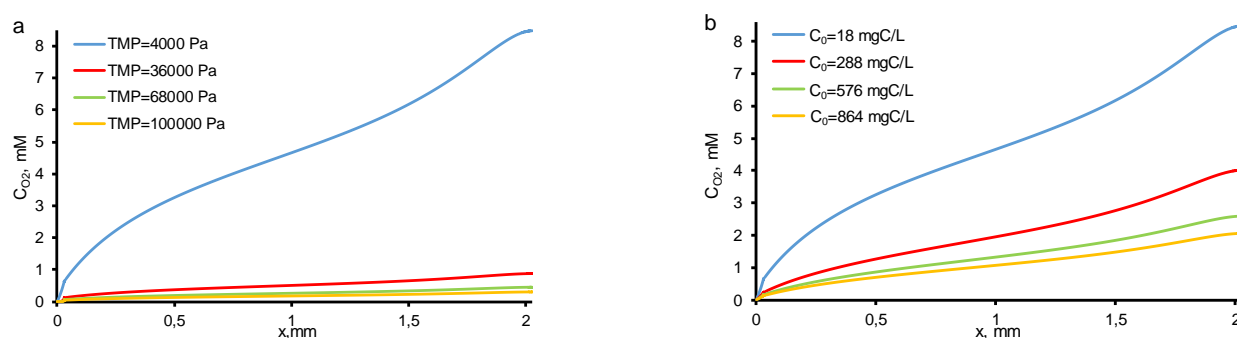 a
TMP=4000 Pa
TMP=36000 Pa
TMP=68000 Pa
TMP=100000 Pa
C_O2, mM
8
7
6
5
4
3
2
1
0
0 0,5 1 1,5 2
x,mm
b
C₀=18 mgC/L
C₀=288 mgC/L
C₀=576 mgC/L
C₀=864 mgC/L
C_O2, mM
8
7
6
5
4
3
2
1
0
0 0,5 1 1,5 2
x, mm